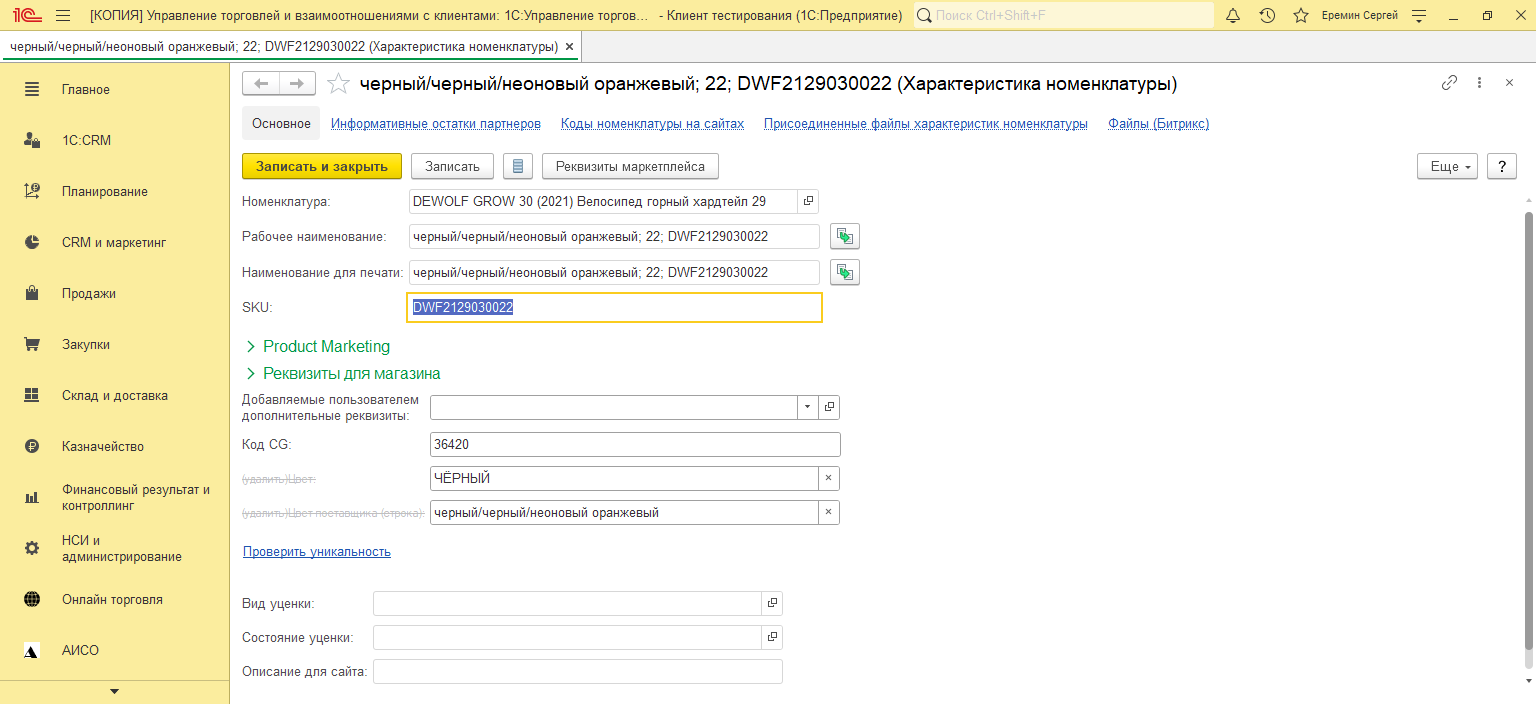 1С [КОПИЯ] Управление торговлей и взаимоотношениями с клиентами: 1С:Управление торгов... - Клиент тестирования (1С:Предприятие) Поиск Ctrl+Shift+F Еремин Сергей
черный/черный/неоновый оранжевый; 22; DWF2129030022 (Характеристика номенклатуры) ×
Главное
1С:CRM
Планирование
CRM и маркетинг
Продажи
Закупки
Склад и доставка
Казначейство
Финансовый результат и
контроллинг
НСИ и
администрирование
Онлайн торговля
АИСО
черный/черный/неоновый оранжевый; 22; DWF2129030022 (Характеристика номенклатуры)
Основное Информативные остатки партнеров Коды номенклатуры на сайтах Присоединенные файлы характеристик номенклатуры Файлы (Битрикс)
Записать и закрыть Записать Реквизиты маркетплейса Еще ?
Номенклатура: DEWOLF GROW 30 (2021) Велосипед горный хардтейл 29
Рабочее наименование: черный/черный/неоновый оранжевый; 22; DWF2129030022
Наименование для печати: черный/черный/неоновый оранжевый; 22; DWF2129030022
SKU: DWF2129030022
Product Marketing
Реквизиты для магазина
Добавляемые пользователем
дополнительные реквизиты:
Код CG: 36420
(удалить)Цвет: ЧЁРНЫЙ ×
(удалить)Цвет поставщика (строка): черный/черный/неоновый оранжевый ×
Проверить уникальность
Вид уценки:
Состояние уценки:
Описание для сайта: